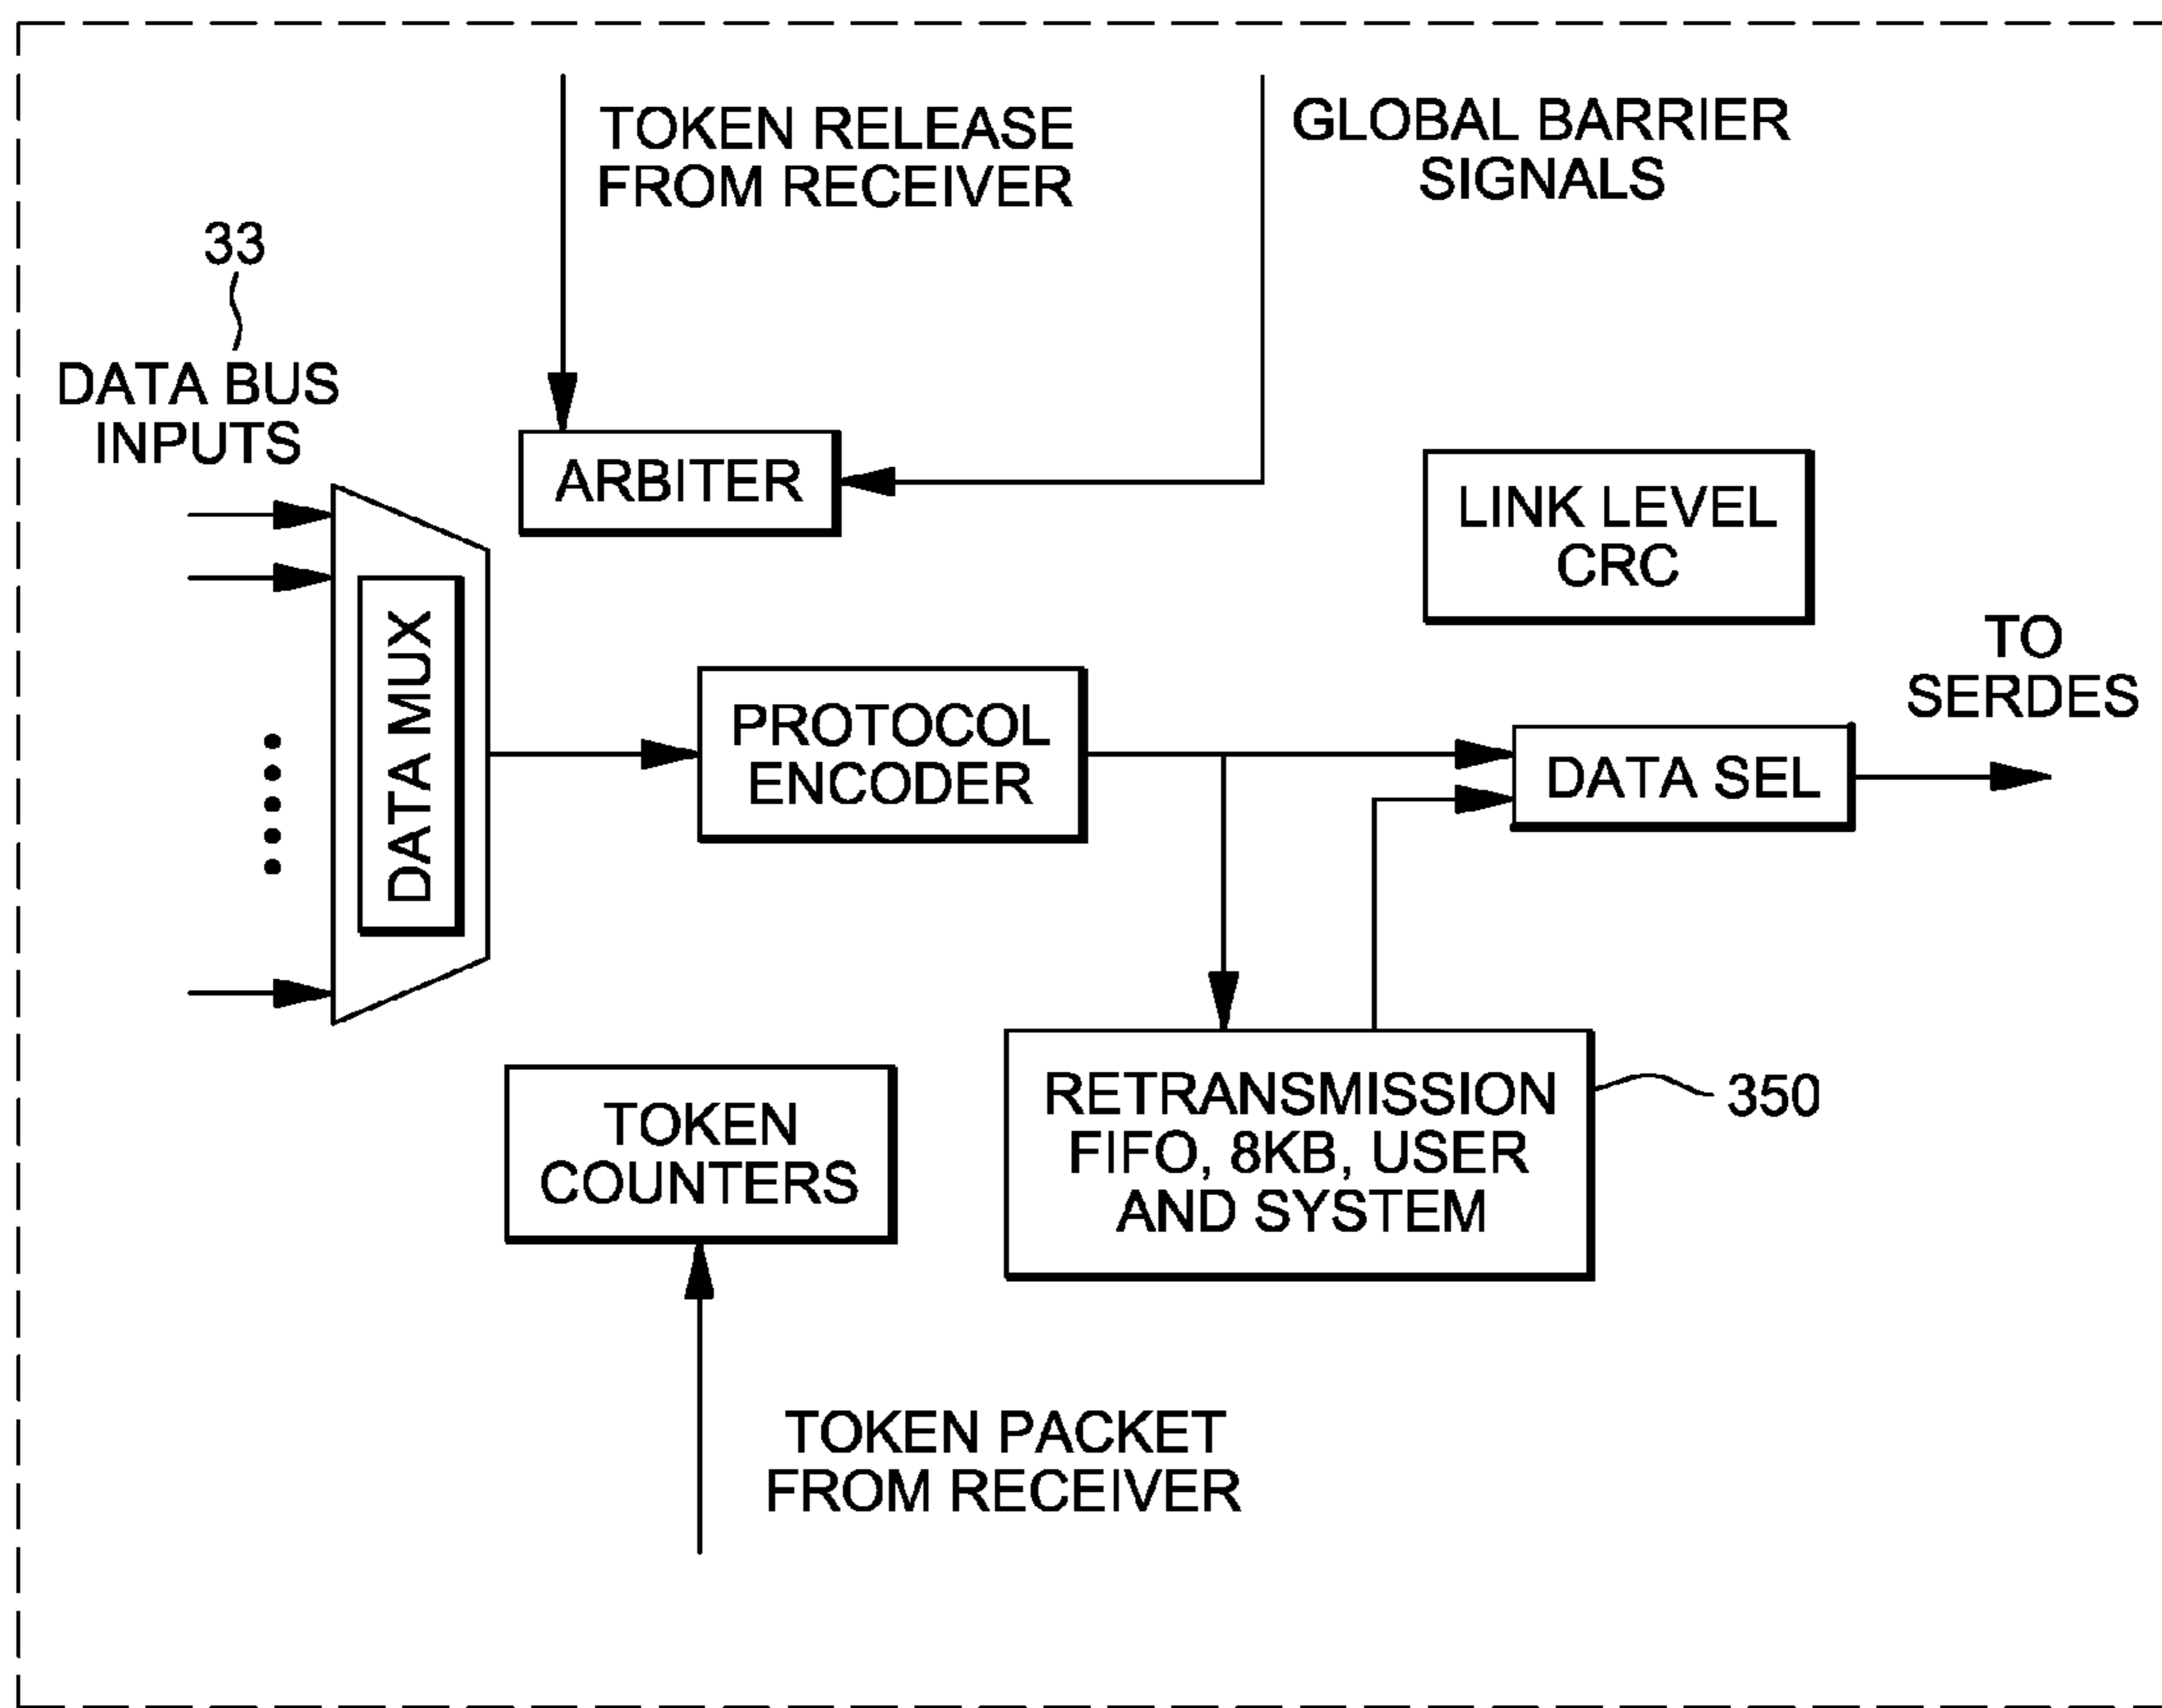 TOKEN RELEASE
FROM RECEIVER
GLOBAL BARRIER
SIGNALS
33
DATA BUS
INPUTS
ARBITER
LINK LEVEL
CRC
DATA MUX
PROTOCOL
ENCODER
DATA SEL
TO
SERDES
TOKEN
COUNTERS
RETRANSMISSION
FIFO, 8KB, USER
AND SYSTEM
350
TOKEN PACKET
FROM RECEIVER